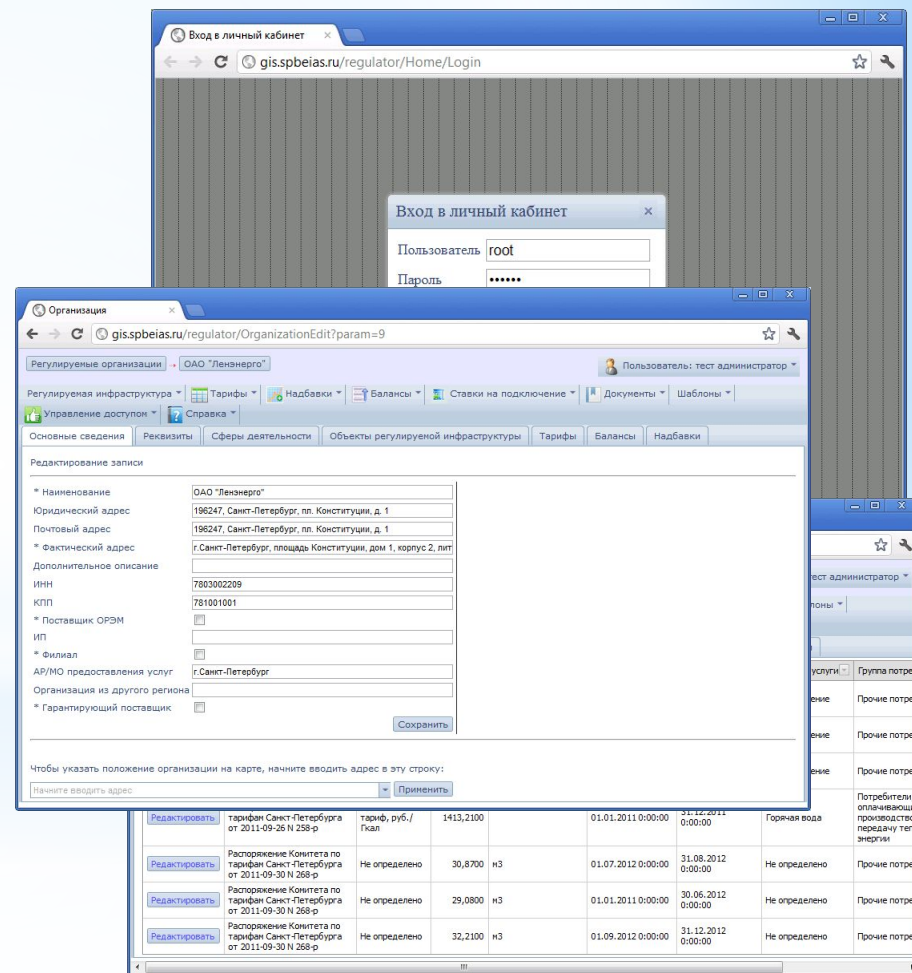 Вход в личный кабинет
gis.spbeias.ru/regulator/Home/Login
Вход в личный кабинет
Пользователь root
Пароль ••••••
Организация
gis.spbeias.ru/regulator/OrganizationEdit?param=9
Регулируемые организации → ОАО "Ленэнерго" Пользователь: тест администратор
Регулируемая инфраструктура Тарифы Надбавки Балансы Ставки на подключение Документы Шаблоны
Управление доступом Справка
Основные сведения Реквизиты Сферы деятельности Объекты регулируемой инфраструктуры Тарифы Балансы Надбавки
Редактирование записи
* Наименование ОАО "Ленэнерго"
Юридический адрес 196247, Санкт-Петербург, пл. Конституции, д. 1
Почтовый адрес 196247, Санкт-Петербург, пл. Конституции, д. 1
* Фактический адрес г.Санкт-Петербург, площадь Конституции, дом 1, корпус 2, лит
Дополнительное описание
ИНН 7803002209
КПП 781001001
* Поставщик ОРЭМ
ИП
* Филиал
АР/МО предоставления услуг г.Санкт-Петербург
Организация из другого региона
* Гарантирующий поставщик
Сохранить
Чтобы указать положение организации на карте, начните вводить адрес в эту строку:
Начните вводить адрес Применить
ест администратор
лоны
услуги Группа потре
ение Прочие потре
ение Прочие потре
ение Прочие потре
Редактировать тарифам Санкт-Петербурга от 2011-09-26 N 258-р тариф, руб./Гкал 1413,2100 01.01.2011 0:00:00 31.12.2011 0:00:00 Горячая вода Потребители оплачивающи производство передачу теп энергии
Редактировать Распоряжение Комитета по тарифам Санкт-Петербурга от 2011-09-30 N 268-р Не определено 30,8700 м3 01.07.2012 0:00:00 31.08.2012 0:00:00 Не определено Прочие потре
Редактировать Распоряжение Комитета по тарифам Санкт-Петербурга от 2011-09-30 N 268-р Не определено 29,0800 м3 01.01.2011 0:00:00 30.06.2012 0:00:00 Не определено Прочие потре
Редактировать Распоряжение Комитета по тарифам Санкт-Петербурга от 2011-09-30 N 268-р Не определено 32,2100 м3 01.09.2012 0:00:00 31.12.2012 0:00:00 Не определено Прочие потре